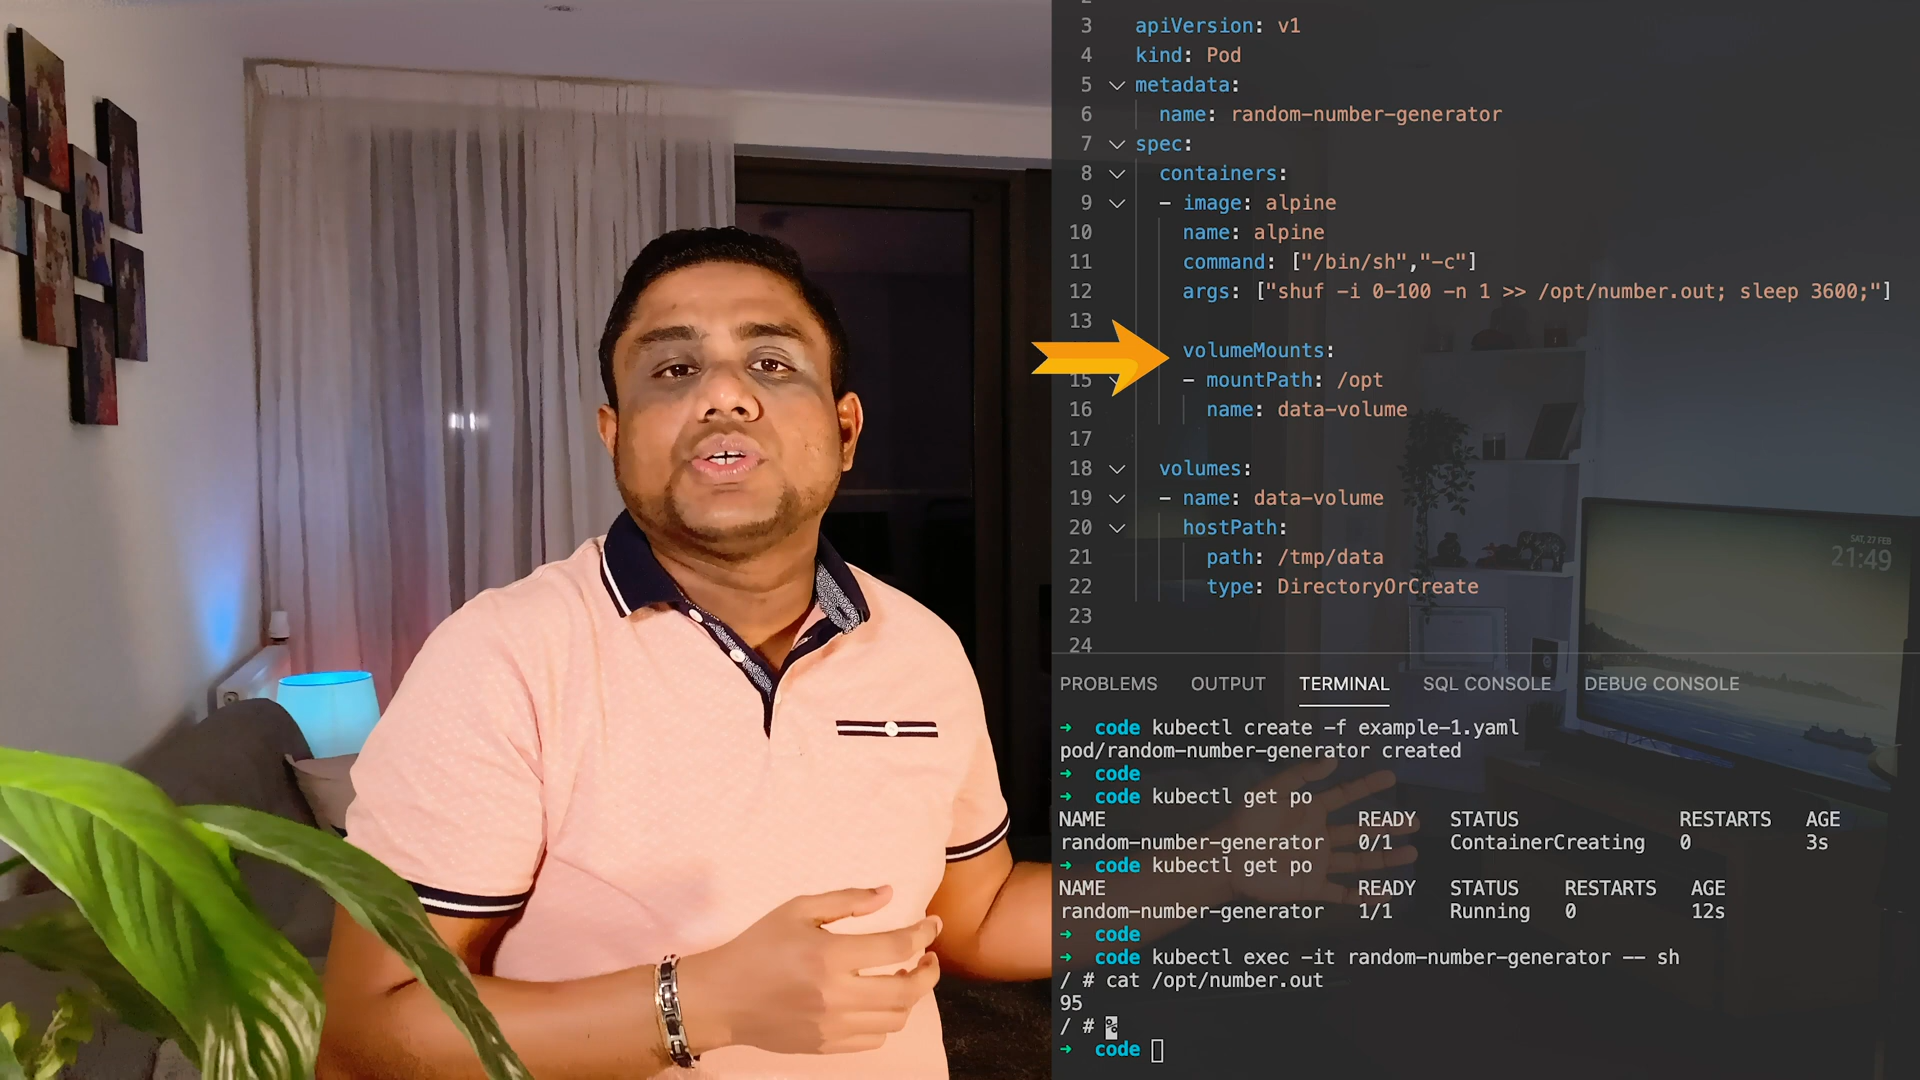 3 apiVersion: v1
4 kind: Pod
5 metadata:
6 name: random-number-generator
7 spec:
8 containers:
9 - image: alpine
10 name: alpine
11 command: ["/bin/sh","-c"]
12 args: ["shuf -i 0-100 -n 1 >> /opt/number.out; sleep 3600;"]
13
volumeMounts:
15 - mountPath: /opt
16 name: data-volume
17
18 volumes:
19 - name: data-volume
20 hostPath:
21 path: /tmp/data
22 type: DirectoryOrCreate
23
24
SAT, 27 FEB
21:49
PROBLEMS OUTPUT TERMINAL SQL CONSOLE DEBUG CONSOLE
→ code kubectl create -f example-1.yaml
pod/random-number-generator created
→ code
→ code kubectl get po
NAME READY STATUS RESTARTS AGE
random-number-generator 0/1 ContainerCreating 0 3s
→ code kubectl get po
NAME READY STATUS RESTARTS AGE
random-number-generator 1/1 Running 0 12s
→ code
→ code kubectl exec -it random-number-generator -- sh
/ # cat /opt/number.out
95
/ # %
→ code